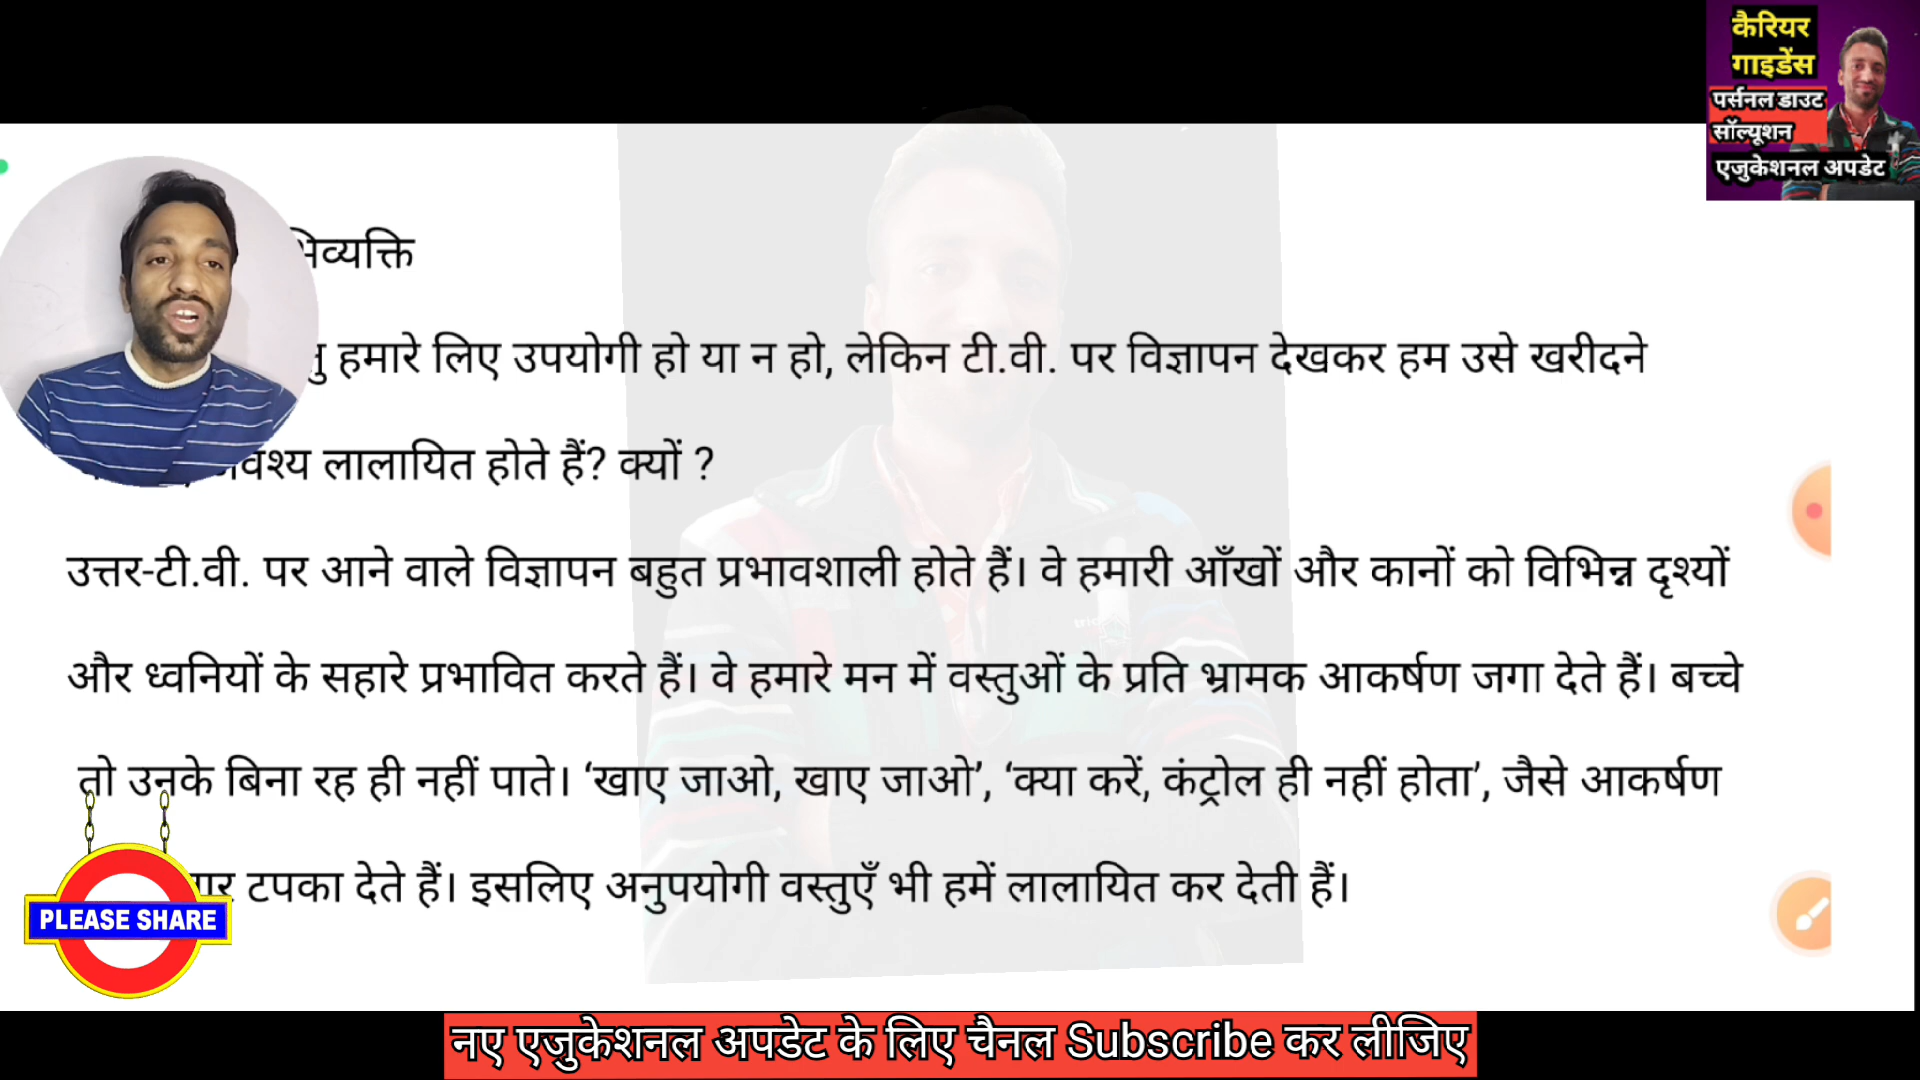 कैरियर
गाइडेंस
पर्सनल डाउट
सॉल्यूशन
एजुकेशनल अपडेट
हमारे लिए उपयोगी हो या न हो, लेकिन टी.वी. पर विज्ञापन देखकर हम उसे खरीदने
लालायित होते हैं? क्यों ?
उत्तर-टी.वी. पर आने वाले विज्ञापन बहुत प्रभावशाली होते हैं। वे हमारी आँखों और कानों को विभिन्न दृश्यों
और ध्वनियों के सहारे प्रभावित करते हैं। वे हमारे मन में वस्तुओं के प्रति भ्रामक आकर्षण जगा देते हैं। बच्चे
तो उनके बिना रह ही नहीं पाते। ‘खाए जाओ, खाए जाओ’, ‘क्या करें, कंट्रोल ही नहीं होता’, जैसे आकर्षण
टपका देते हैं। इसलिए अनुपयोगी वस्तुएँ भी हमें लालायित कर देती हैं।
PLEASE SHARE
नए एजुकेशनल अपडेट के लिए चैनल Subscribe कर लीजिए